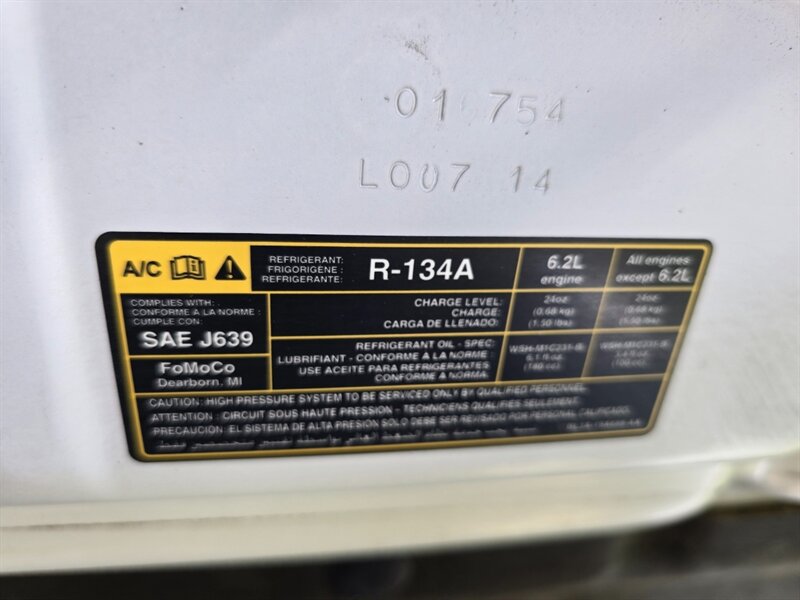 754
L007 14
A/C
REFRIGERANT:
FRIGORIGÈNE:
REFRIGERANTE:
R-134A
6.2L
engine
All engines
except 6.2L
COMPLIES WITH:
CONFORME A LA NORME:
CUMPLE CON:
SAE J639
CHARGE LEVEL:
CHARGE:
CARGA DE LLENADO:
24oz
(0.68 kg)
(1.50 lbs)
24oz
(0.68 kg)
(1.50 lbs)
FoMoCo
Dearborn, MI
REFRIGERANT OIL - SPEC:
LUBRIFIANT - CONFORME A LA NORME:
USE ACEITE PARA REFRIGERANTES
CONFORME A NORMA:
CAUTION: HIGH PRESSURE SYSTEM TO BE SERVICED ONLY BY QUALIFIED PERSONNEL.
ATTENTION: CIRCUIT SOUS HAUTE PRESSION - TECHNICIENS QUALIFIES SEULEMENT.
PRECAUCIÓN: EL SISTEMA DE ALTA PRESIÓN SOLO DEBE SER REVISADO POR PERSONAL CALIFICADO.